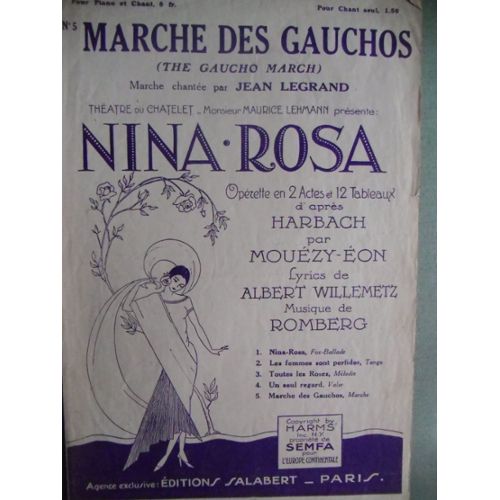 Pour Piano et Chant, 6 fr. Pour Chant seul, 1.50
N° 5 MARCHE DES GAUCHOS
(THE GAUCHO MARCH)
Marche chantée par JEAN LEGRAND
THÉATRE DU CHATELET _ Monsieur MAURICE LEHMANN présente:
NINA·ROSA
Opérette en 2 Actes et 12 Tableaux
d'après
HARBACH
par
MOUÉZY-ÉON
Lyrics de
ALBERT WILLEMETZ
Musique de
ROMBERG
1. Nina-Rosa, Fox-Ballade
2. Les femmes sont perfides, Tango
3. Toutes les Roses, Mélodie
4. Un seul regard, Valse
5. Marche des Gauchos, Marche
Copyright by
HARMS
Inc. N.Y.
propriété de
SEMFA
pour
L'EUROPE CONTINENTALE
Agence exclusive: ÉDITIONS SALABERT _ PARIS.